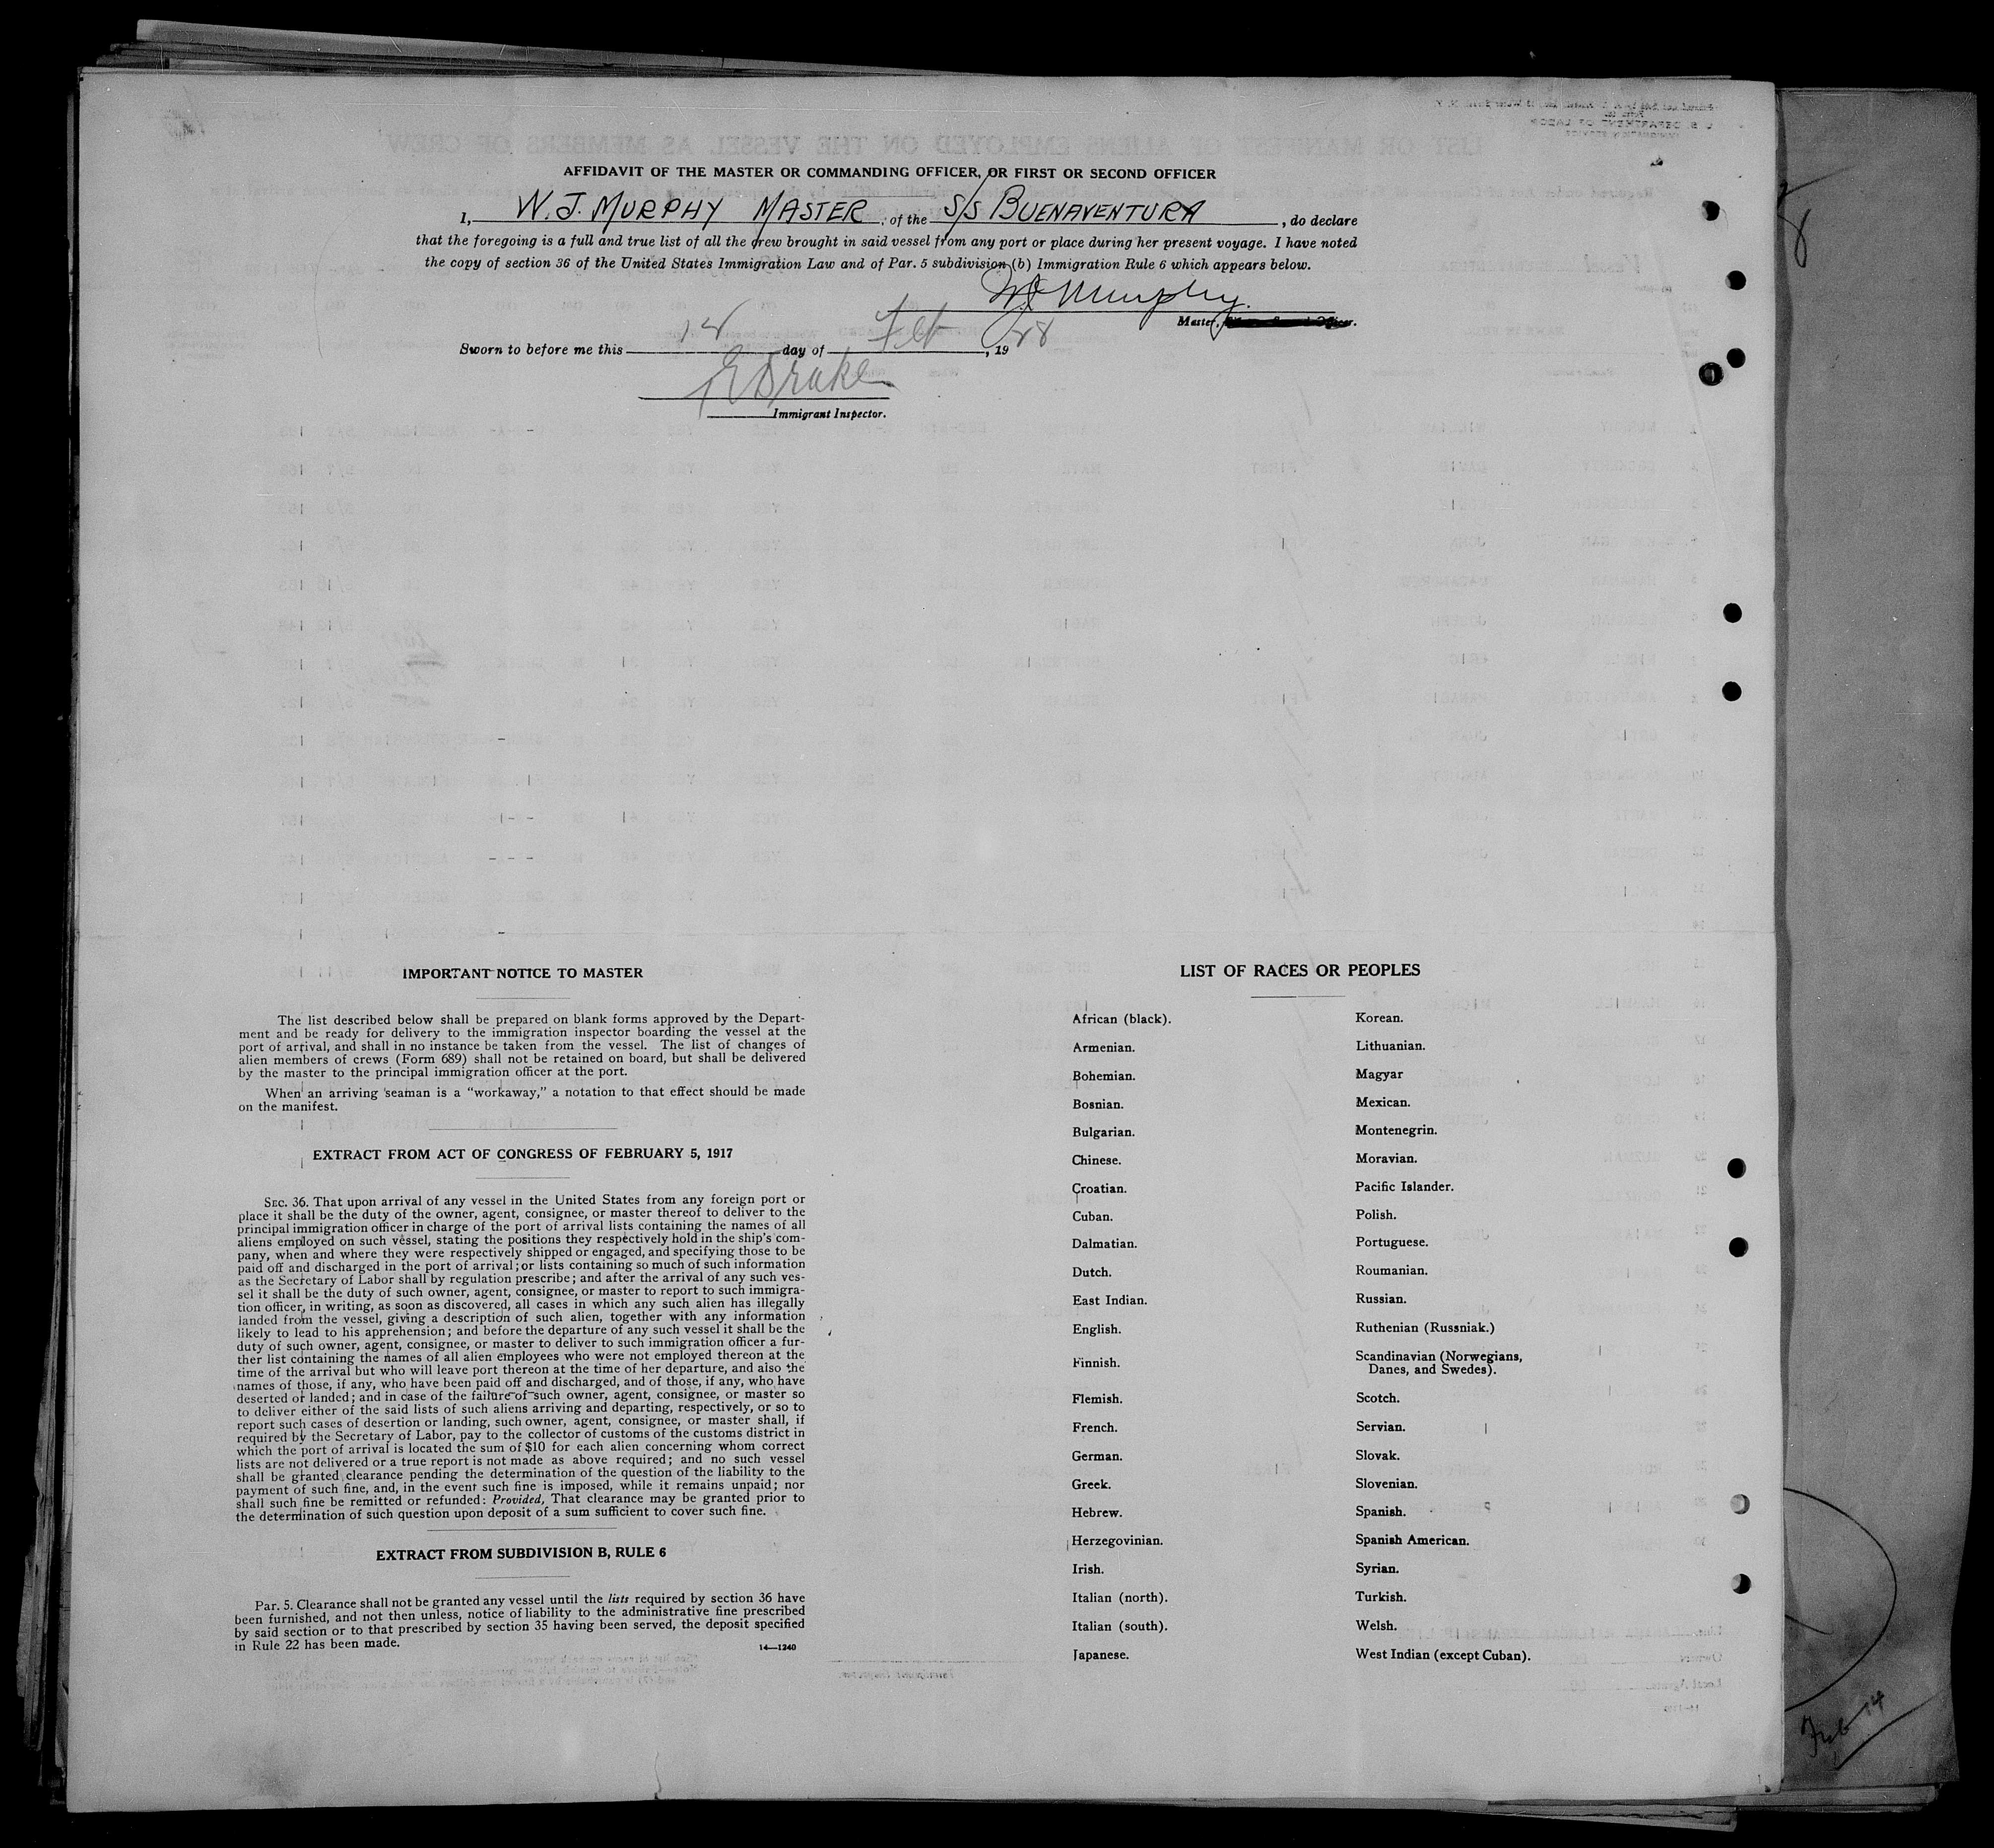 AFFIDAVIT OF THE MASTER OR COMMANDING OFFICER, OR FIRST OR SECOND OFFICER
I, W. J. MURPHY MASTER, of the S/S BUENAVENTURA, do declare
that the foregoing is a full and true list of all the crew brought in said vessel from any port or place during her present voyage. I have noted
the copy of section 36 of the United States Immigration Law and of Par. 5 subdivision (b) Immigration Rule 6 which appears below.
WJ Murphy.
Master,
Sworn to before me this day of Feb, 1928
Drake
Immigrant Inspector.
IMPORTANT NOTICE TO MASTER
The list described below shall be prepared on blank forms approved by the Depart-
ment and be ready for delivery to the immigration inspector boarding the vessel at the
port of arrival, and shall in no instance be taken from the vessel. The list of changes of
alien members of crews (Form 689) shall not be retained on board, but shall be delivered
by the master to the principal immigration officer at the port.
When an arriving seaman is a “workaway,” a notation to that effect should be made
on the manifest.
EXTRACT FROM ACT OF CONGRESS OF FEBRUARY 5, 1917
SEC. 36. That upon arrival of any vessel in the United States from any foreign port or
place it shall be the duty of the owner, agent, consignee, or master thereof to deliver to the
principal immigration officer in charge of the port of arrival lists containing the names of all
aliens employed on such vessel, stating the positions they respectively hold in the ship's com-
pany, when and where they were respectively shipped or engaged, and specifying those to be
paid off and discharged in the port of arrival; or lists containing so much of such information
as the Secretary of Labor shall by regulation prescribe; and after the arrival of any such ves-
sel it shall be the duty of such owner, agent, consignee, or master to report to such immigra-
tion officer, in writing, as soon as discovered, all cases in which any such alien has illegally
landed from the vessel, giving a description of such alien, together with any information
likely to lead to his apprehension; and before the departure of any such vessel it shall be the
duty of such owner, agent, consignee, or master to deliver to such immigration officer a fur-
ther list containing the names of all alien employees who were not employed thereon at the
time of the arrival but who will leave port thereon at the time of her departure, and also the
names of those, if any, who have been paid off and discharged, and of those, if any, who have
deserted or landed; and in case of the failure of such owner, agent, consignee, or master so
to deliver either of the said lists of such aliens arriving and departing, respectively, or so to
report such cases of desertion or landing, such owner, agent, consignee, or master shall, if
required by the Secretary of Labor, pay to the collector of customs of the customs district in
which the port of arrival is located the sum of $10 for each alien concerning whom correct
lists are not delivered or a true report is not made as above required; and no such vessel
shall be granted clearance pending the determination of the question of the liability to the
payment of such fine, and, in the event such fine is imposed, while it remains unpaid; nor
shall such fine be remitted or refunded: Provided, That clearance may be granted prior to
the determination of such question upon deposit of a sum sufficient to cover such fine.
EXTRACT FROM SUBDIVISION B, RULE 6
Par. 5. Clearance shall not be granted any vessel until the lists required by section 36 have
been furnished, and not then unless, notice of liability to the administrative fine prescribed
by said section or to that prescribed by section 35 having been served, the deposit specified
in Rule 22 has been made.
14—1240
LIST OF RACES OR PEOPLES
African (black).
Armenian.
Bohemian.
Bosnian.
Bulgarian.
Chinese.
Croatian.
Cuban.
Dalmatian.
Dutch.
East Indian.
English.
Finnish.
Flemish.
French.
German.
Greek.
Hebrew.
Herzegovinian.
Irish.
Italian (north).
Italian (south).
Japanese.
Korean.
Lithuanian.
Magyar
Mexican.
Montenegrin.
Moravian.
Pacific Islander.
Polish.
Portuguese.
Roumanian.
Russian.
Ruthenian (Russniak.)
Scandinavian (Norwegians,
Danes, and Swedes).
Scotch.
Servian.
Slovak.
Slovenian.
Spanish.
Spanish American.
Syrian.
Turkish.
Welsh.
West Indian (except Cuban).
Feb 14